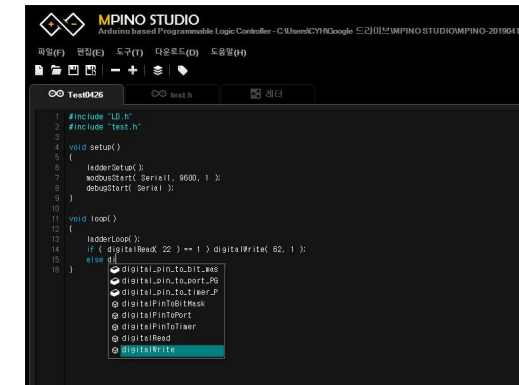 MPINO STUDIO
Arduino based Programmable Logic Controller - C:\Users\CYH\Google 드라이브\MPINO STUDIO\MPINO-2019041
파일(F) 편집(E) 도구(T) 다운로드(D) 도움말(H)
Test0426 test.h 레더
1 #include "LD.h"
2 #include "test.h"
3
4 void setup()
5 {
6 ladderSetup();
7 modbusStart( Serial1, 9600, 1 );
8 debugStart( Serial );
9 }
10
11 void loop()
12 {
13 ladderLoop();
14 if ( digitalRead( 22 ) == 1 ) digitalWrite( 62, 1 );
15 else di
16 }
digital_pin_to_bit_mas
digital_pin_to_port_PG
digital_pin_to_timer_P
digitalPinToBitMask
digitalPinToPort
digitalPinToTimer
digitalRead
digitalWrite